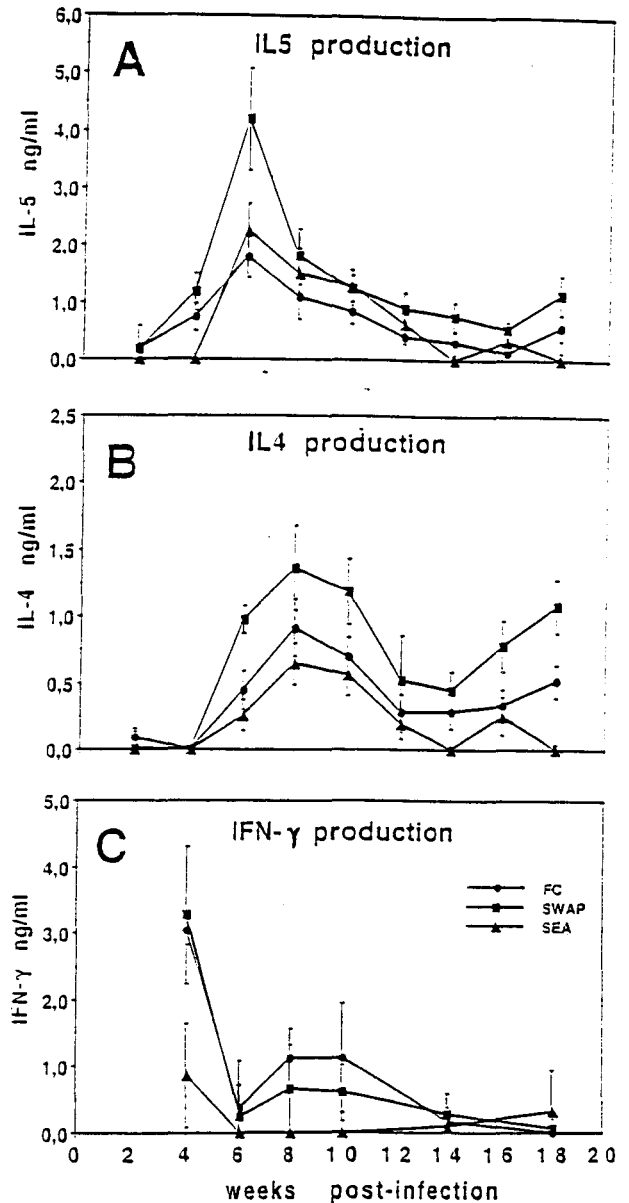 6,0
A
IL5 production
5,0
4,0
3,0
2,0
1,0
0,0
IL-5 ng/ml
2,5
B
IL4 production
2,0
1,5
1,0
0,5
0,0
IL-4 ng/ml
5,0
C
IFN-γ production
4,0
3,0
2,0
1,0
0,0
IFN-γ ng/ml
FC
SWAP
SEA
0 2 4 6 8 10 12 14 16 18 20
weeks post-infection